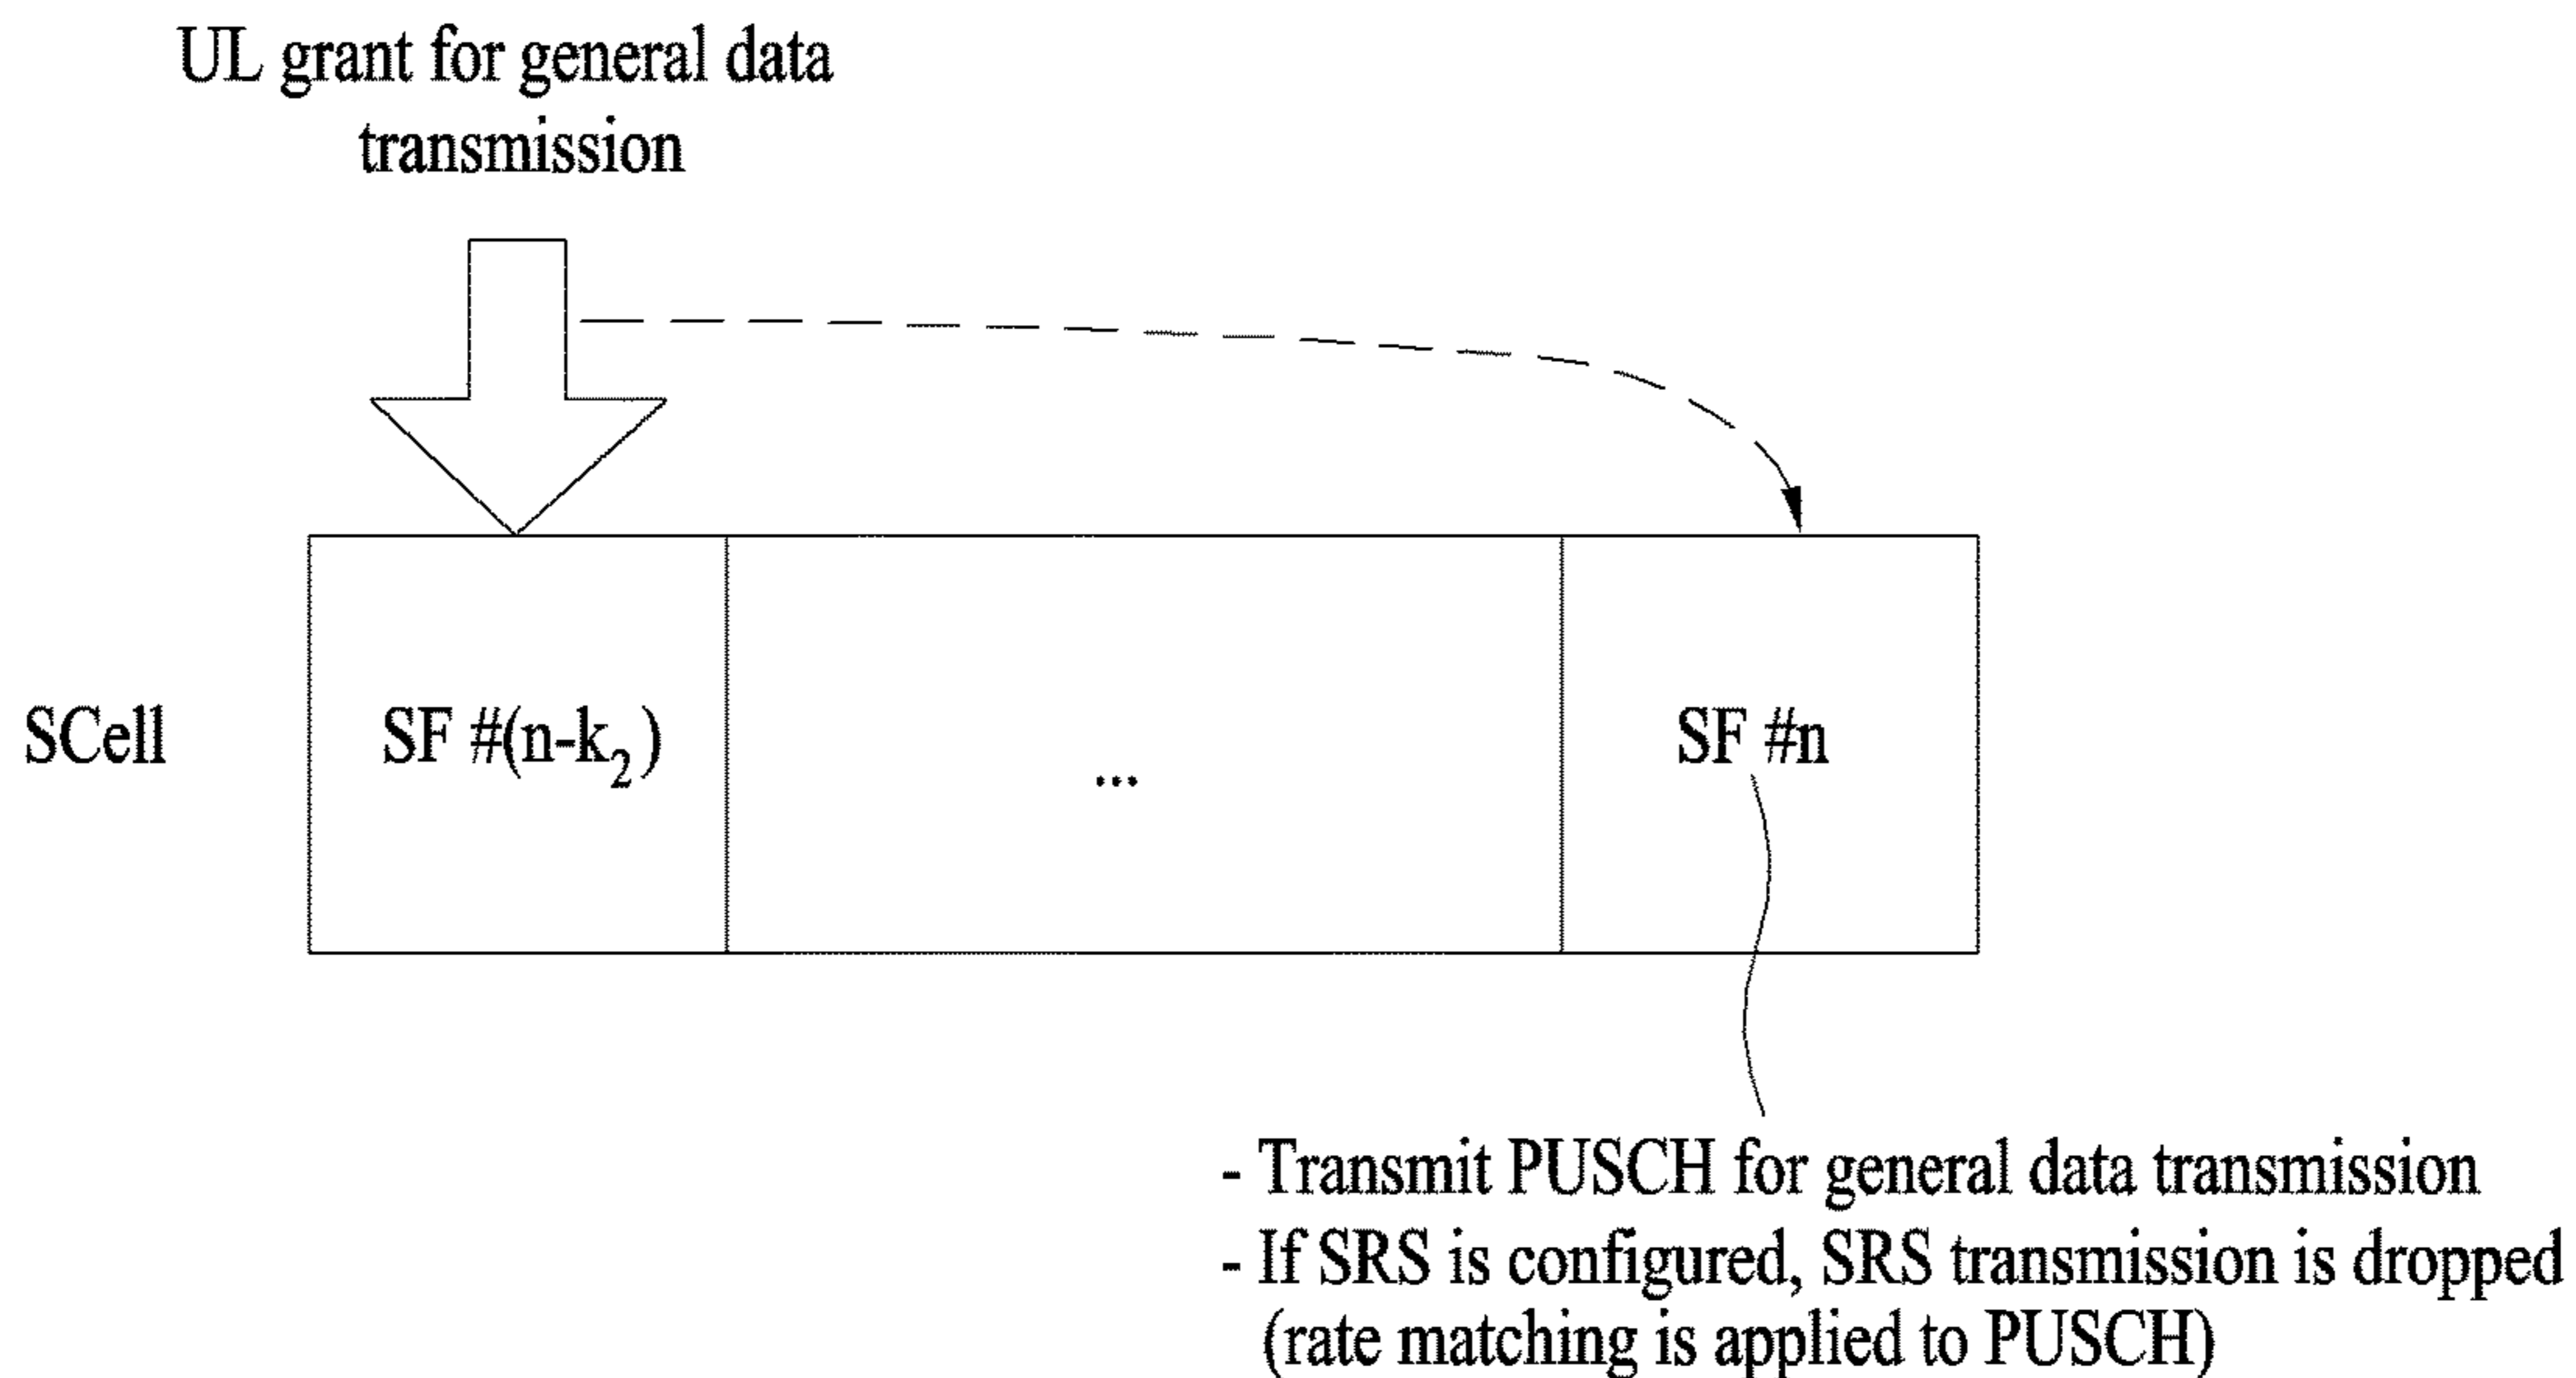 UL grant for general data
transmission
SCell
SF #(n-k₂)
...
SF #n
- Transmit PUSCH for general data transmission
- If SRS is configured, SRS transmission is dropped
(rate matching is applied to PUSCH)